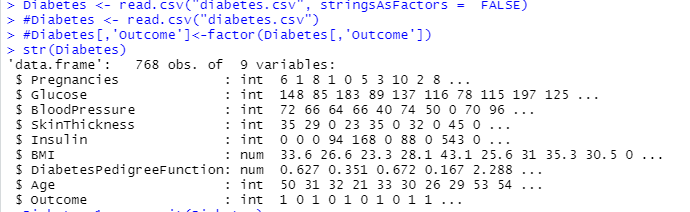 > Diabetes <- read.csv("diabetes.csv", stringsAsFactors =  FALSE)
> #Diabetes <- read.csv("diabetes.csv")
> #Diabetes[,'Outcome']<-factor(Diabetes[,'Outcome'])
> str(Diabetes)
'data.frame':   768 obs. of  9 variables:
 $ Pregnancies             : int  6 1 8 1 0 5 3 10 2 8 ...
 $ Glucose                 : int  148 85 183 89 137 116 78 115 197 125 ...
 $ BloodPressure           : int  72 66 64 66 40 74 50 0 70 96 ...
 $ SkinThickness           : int  35 29 0 23 35 0 32 0 45 0 ...
 $ Insulin                 : int  0 0 0 94 168 0 88 0 543 0 ...
 $ BMI                     : num  33.6 26.6 23.3 28.1 43.1 25.6 31 35.3 30.5 0 ...
 $ DiabetesPedigreeFunction: num  0.627 0.351 0.672 0.167 2.288 ...
 $ Age                     : int  50 31 32 21 33 30 26 29 53 54 ...
 $ Outcome                 : int  1 0 1 0 1 0 1 0 1 1 ...